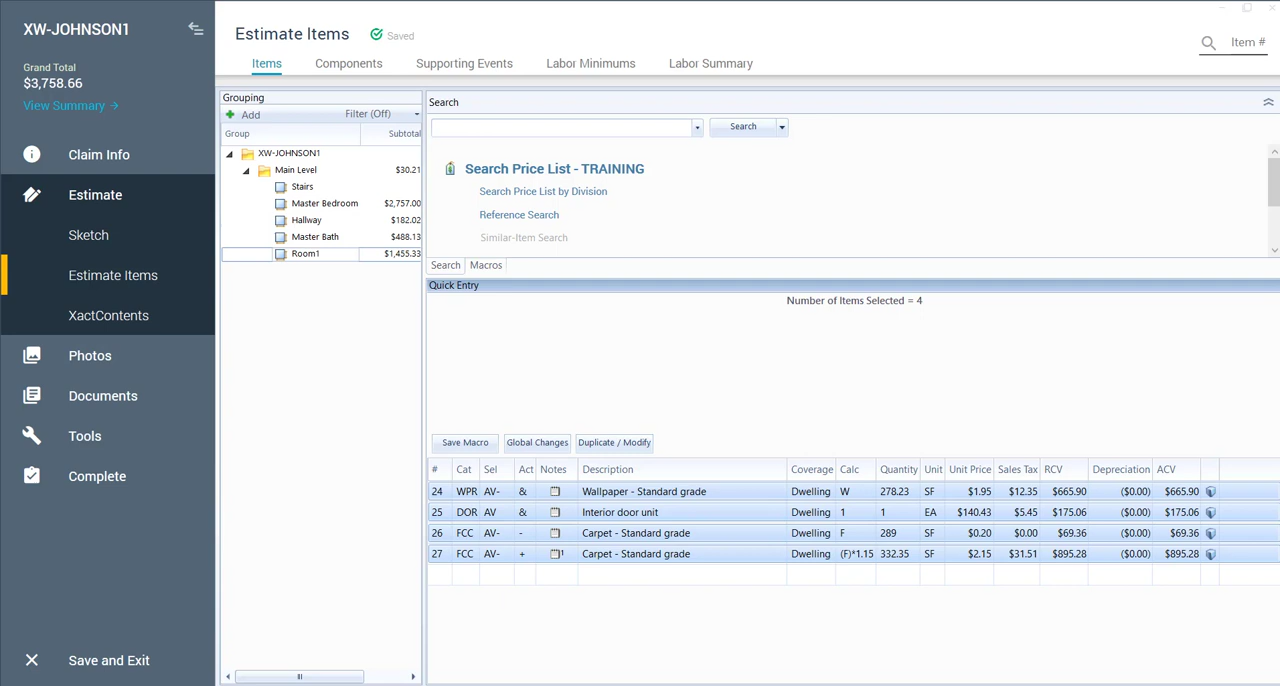 XW-JOHNSON1
Grand Total
$3,758.66
View Summary →
Claim Info
Estimate
Sketch
Estimate Items
XactContents
Photos
Documents
Tools
Complete
Save and Exit
Estimate Items Saved
Item #
Items Components Supporting Events Labor Minimums Labor Summary
Grouping
Add Filter (Off)
Group Subtotal
XW-JOHNSON1
Main Level $30.21
Stairs
Master Bedroom $2,757.00
Hallway $182.02
Master Bath $488.13
Room1 $1,455.33
Search
Search
Search Price List - TRAINING
Search Price List by Division
Reference Search
Similar-Item Search
Search Macros
Quick Entry
Number of Items Selected = 4
Save Macro Global Changes Duplicate / Modify
# Cat Sel Act Notes Description Coverage Calc Quantity Unit Unit Price Sales Tax RCV Depreciation ACV
24 WPR AV- & Wallpaper - Standard grade Dwelling W 278.23 SF $1.95 $12.35 $665.90 ($0.00) $665.90
25 DOR AV & Interior door unit Dwelling 1 1 EA $140.43 $5.45 $175.06 ($0.00) $175.06
26 FCC AV- - Carpet - Standard grade Dwelling F 289 SF $0.20 $0.00 $69.36 ($0.00) $69.36
27 FCC AV- + 1 Carpet - Standard grade Dwelling (F)*1.15 332.35 SF $2.15 $31.51 $895.28 ($0.00) $895.28